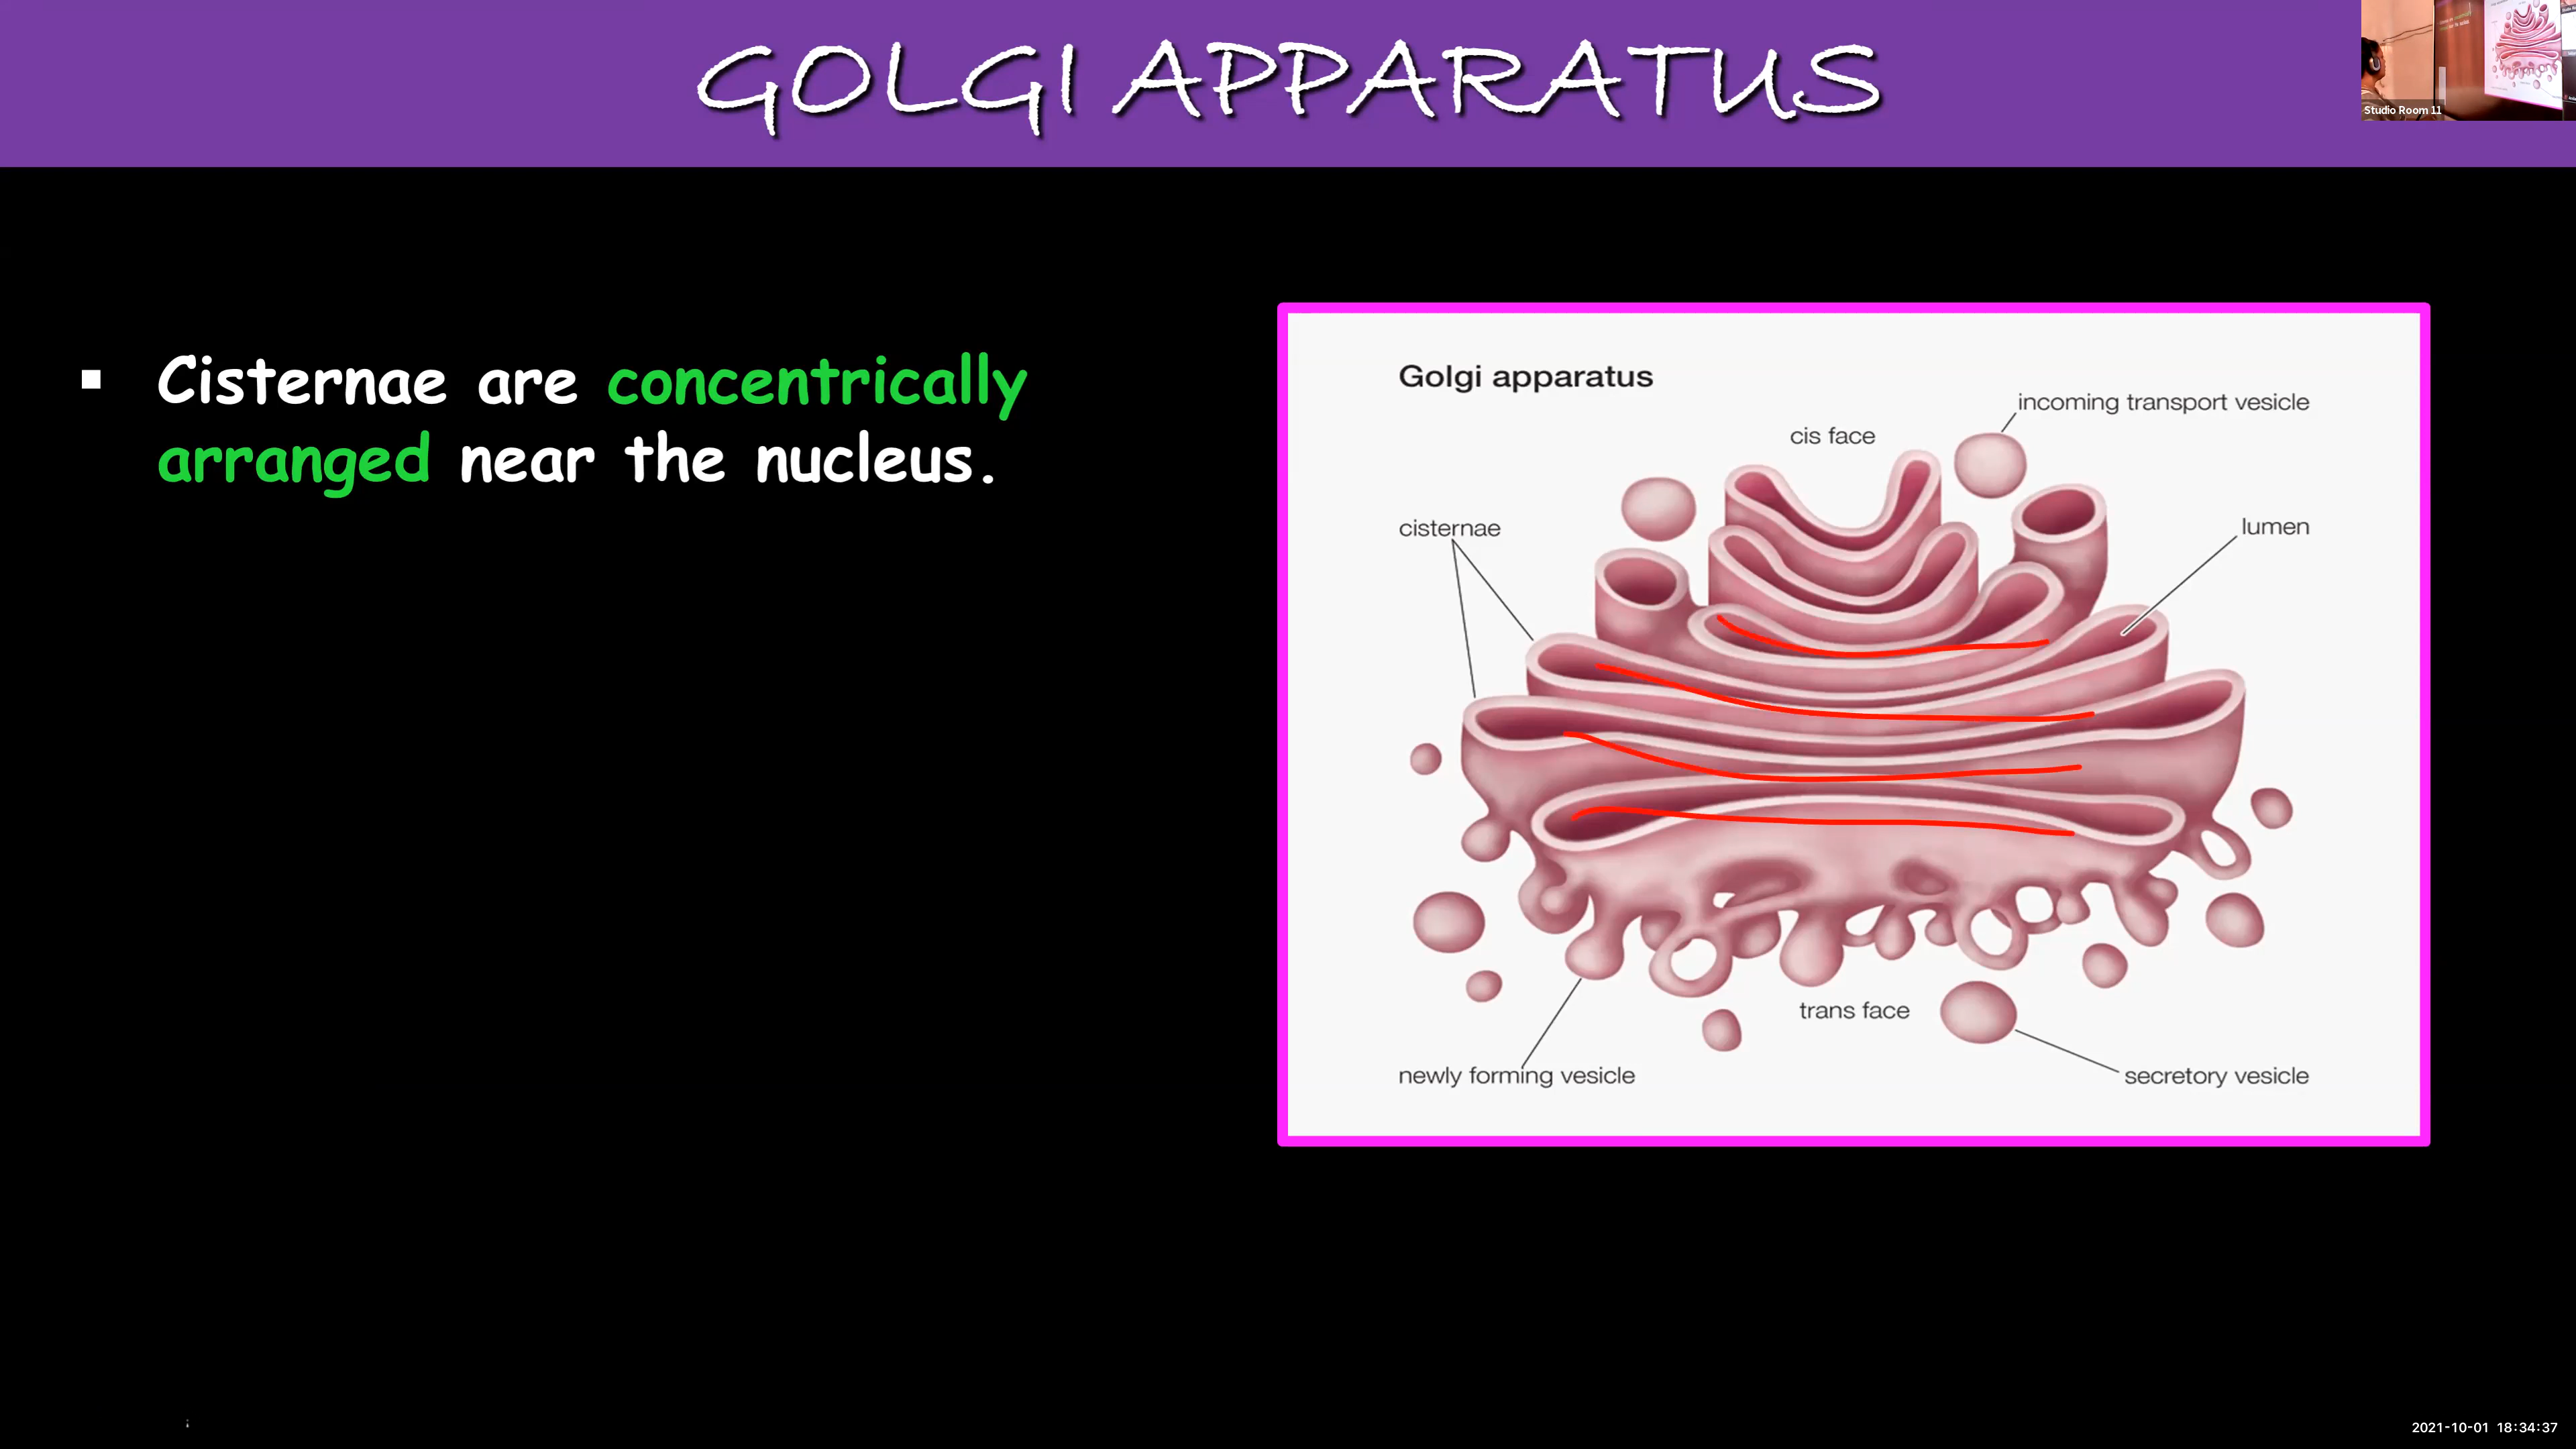 GOLGI APPARATUS
Studio Room 11
▪ Cisternae are concentrically
arranged near the nucleus.
Golgi apparatus
incoming transport vesicle
cis face
cisternae
lumen
trans face
newly forming vesicle
secretory vesicle
2021-10-01 18:34:37